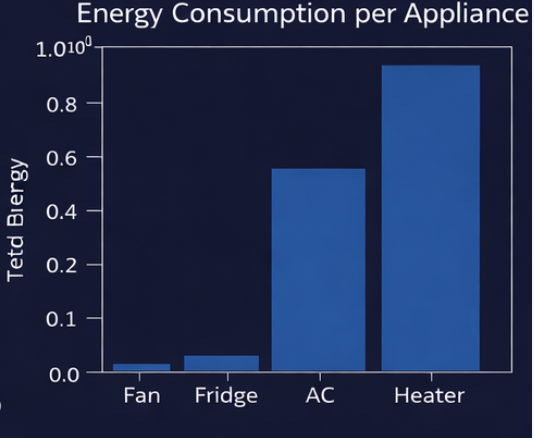 Energy Consumption per Appliance
1.010⁰
0.8
0.6
0.4
0.2
0.1
0.0
Tetd Bıergy
Fan Fridge AC Heater